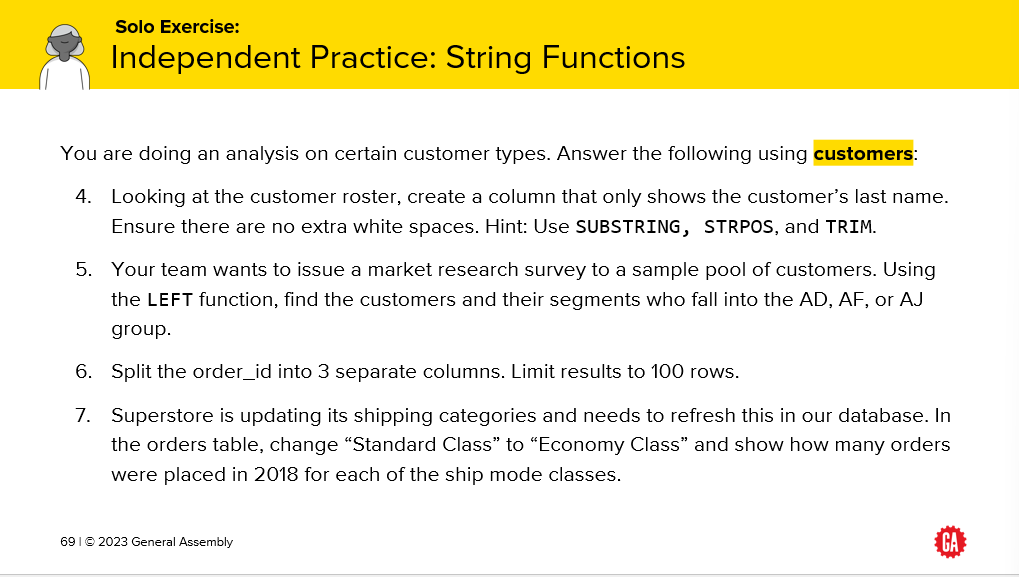 Solo Exercise:
Independent Practice: String Functions
You are doing an analysis on certain customer types. Answer the following using customers:
4. Looking at the customer roster, create a column that only shows the customer’s last name.
Ensure there are no extra white spaces. Hint: Use SUBSTRING, STRPOS, and TRIM.
5. Your team wants to issue a market research survey to a sample pool of customers. Using
the LEFT function, find the customers and their segments who fall into the AD, AF, or AJ
group.
6. Split the order_id into 3 separate columns. Limit results to 100 rows.
7. Superstore is updating its shipping categories and needs to refresh this in our database. In
the orders table, change “Standard Class” to “Economy Class” and show how many orders
were placed in 2018 for each of the ship mode classes.
69 | © 2023 General Assembly
GA